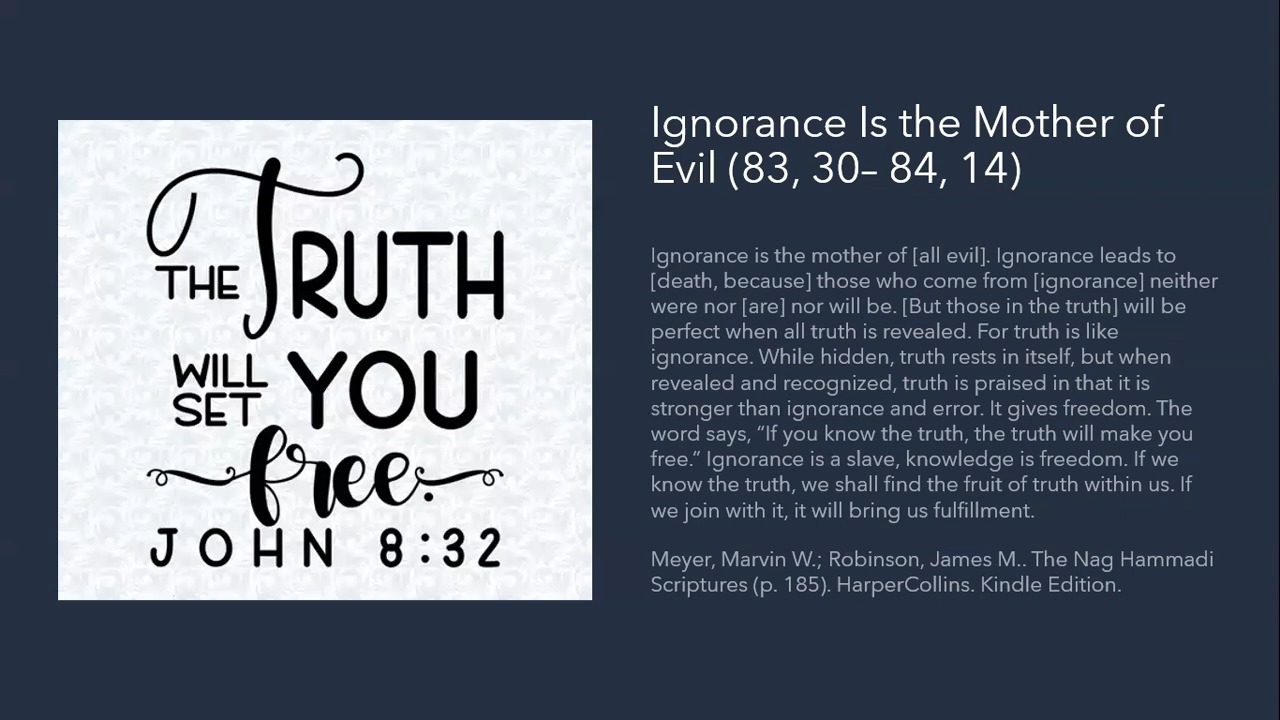 THE TRUTH
WILL SET YOU
free.
JOHN 8:32
Ignorance Is the Mother of
Evil (83, 30– 84, 14)
Ignorance is the mother of [all evil]. Ignorance leads to
[death, because] those who come from [ignorance] neither
were nor [are] nor will be. [But those in the truth] will be
perfect when all truth is revealed. For truth is like
ignorance. While hidden, truth rests in itself, but when
revealed and recognized, truth is praised in that it is
stronger than ignorance and error. It gives freedom. The
word says, “If you know the truth, the truth will make you
free.” Ignorance is a slave, knowledge is freedom. If we
know the truth, we shall find the fruit of truth within us. If
we join with it, it will bring us fulfillment.
Meyer, Marvin W.; Robinson, James M.. The Nag Hammadi
Scriptures (p. 185). HarperCollins. Kindle Edition.